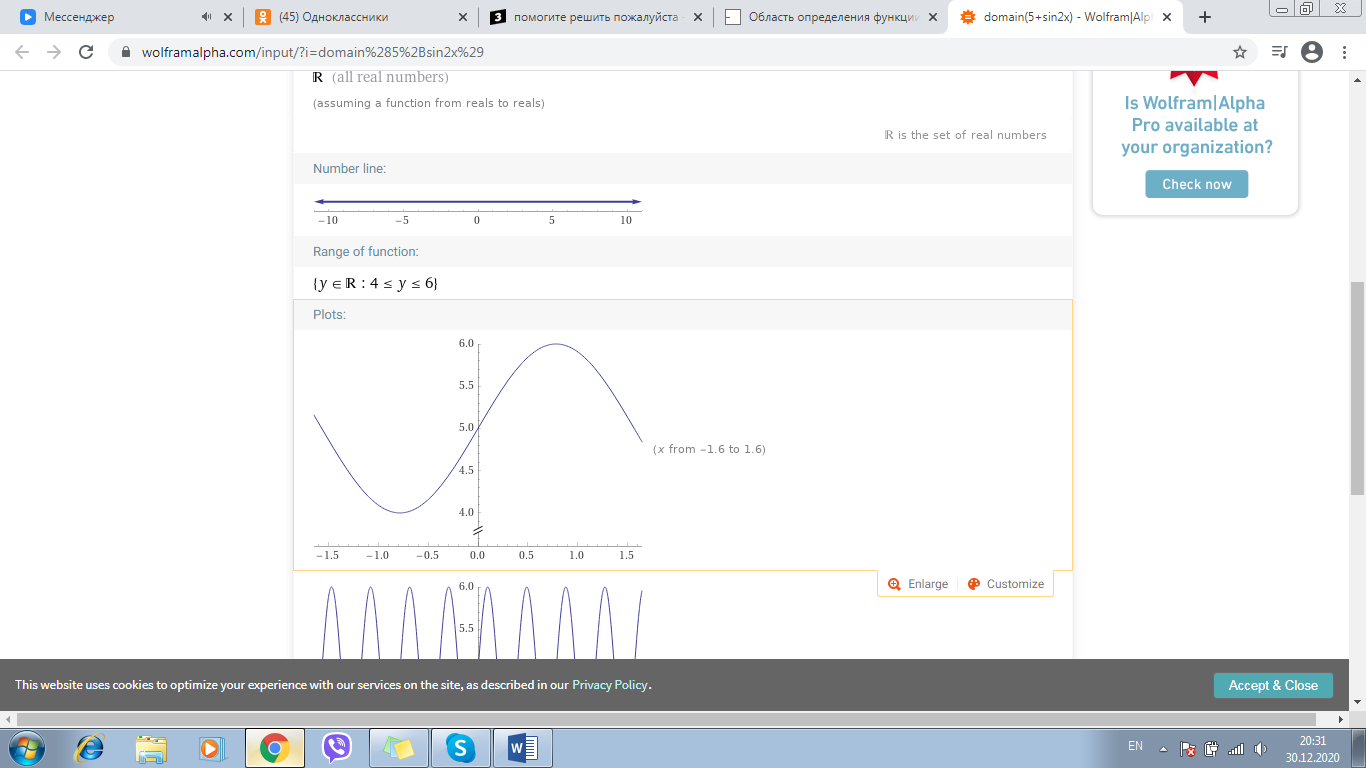 Мессенджер
(45) Одноклассники
помогите решить пожалуйста
Область определения функции
domain(5+sin2x) - Wolfram|Alp
wolframalpha.com/input/?i=domain%285%2Bsin2x%29
ℝ (all real numbers)
(assuming a function from reals to reals)
ℝ is the set of real numbers
Number line:
−10 −5 0 5 10
Range of function:
{y ∈ ℝ : 4 ≤ y ≤ 6}
Plots:
6.0
5.5
5.0
4.5
4.0
(x from −1.6 to 1.6)
−1.5 −1.0 −0.5 0.0 0.5 1.0 1.5
Enlarge
Customize
6.0
5.5
Is Wolfram|Alpha
Pro available at
your organization?
Check now
This website uses cookies to optimize your experience with our services on the site, as described in our Privacy Policy.
Accept & Close
EN
20:31
30.12.2020